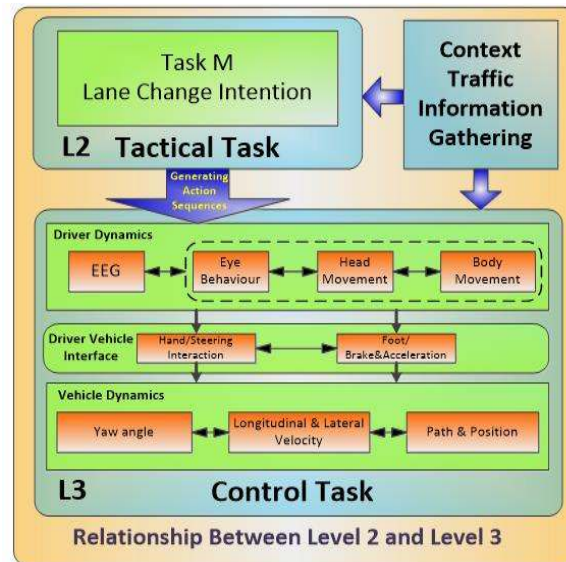 Task M
Lane Change Intention
L2 Tactical Task
Context
Traffic
Information
Gathering
Generating
Action
Sequences
Driver Dynamics
EEG
Eye
Behaviour
Head
Movement
Body
Movement
Driver Vehicle
Interface
Hand/Steering
Interaction
Foot/
Brake&Acceleration
Vehicle Dynamics
Yaw angle
Longitudinal & Lateral
Velocity
Path & Position
L3 Control Task
Relationship Between Level 2 and Level 3